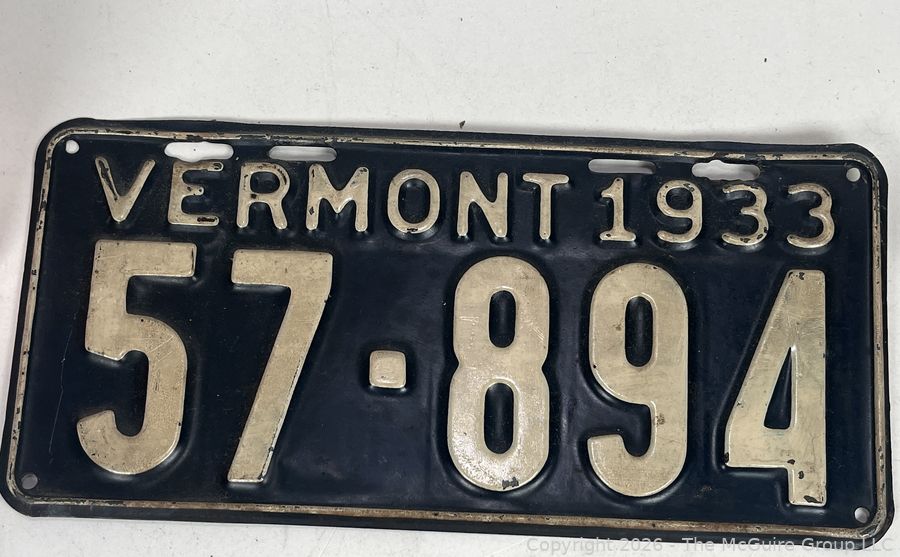 VERMONT 1933
57·894
Copyright 2026 - The McGuire Group LLC